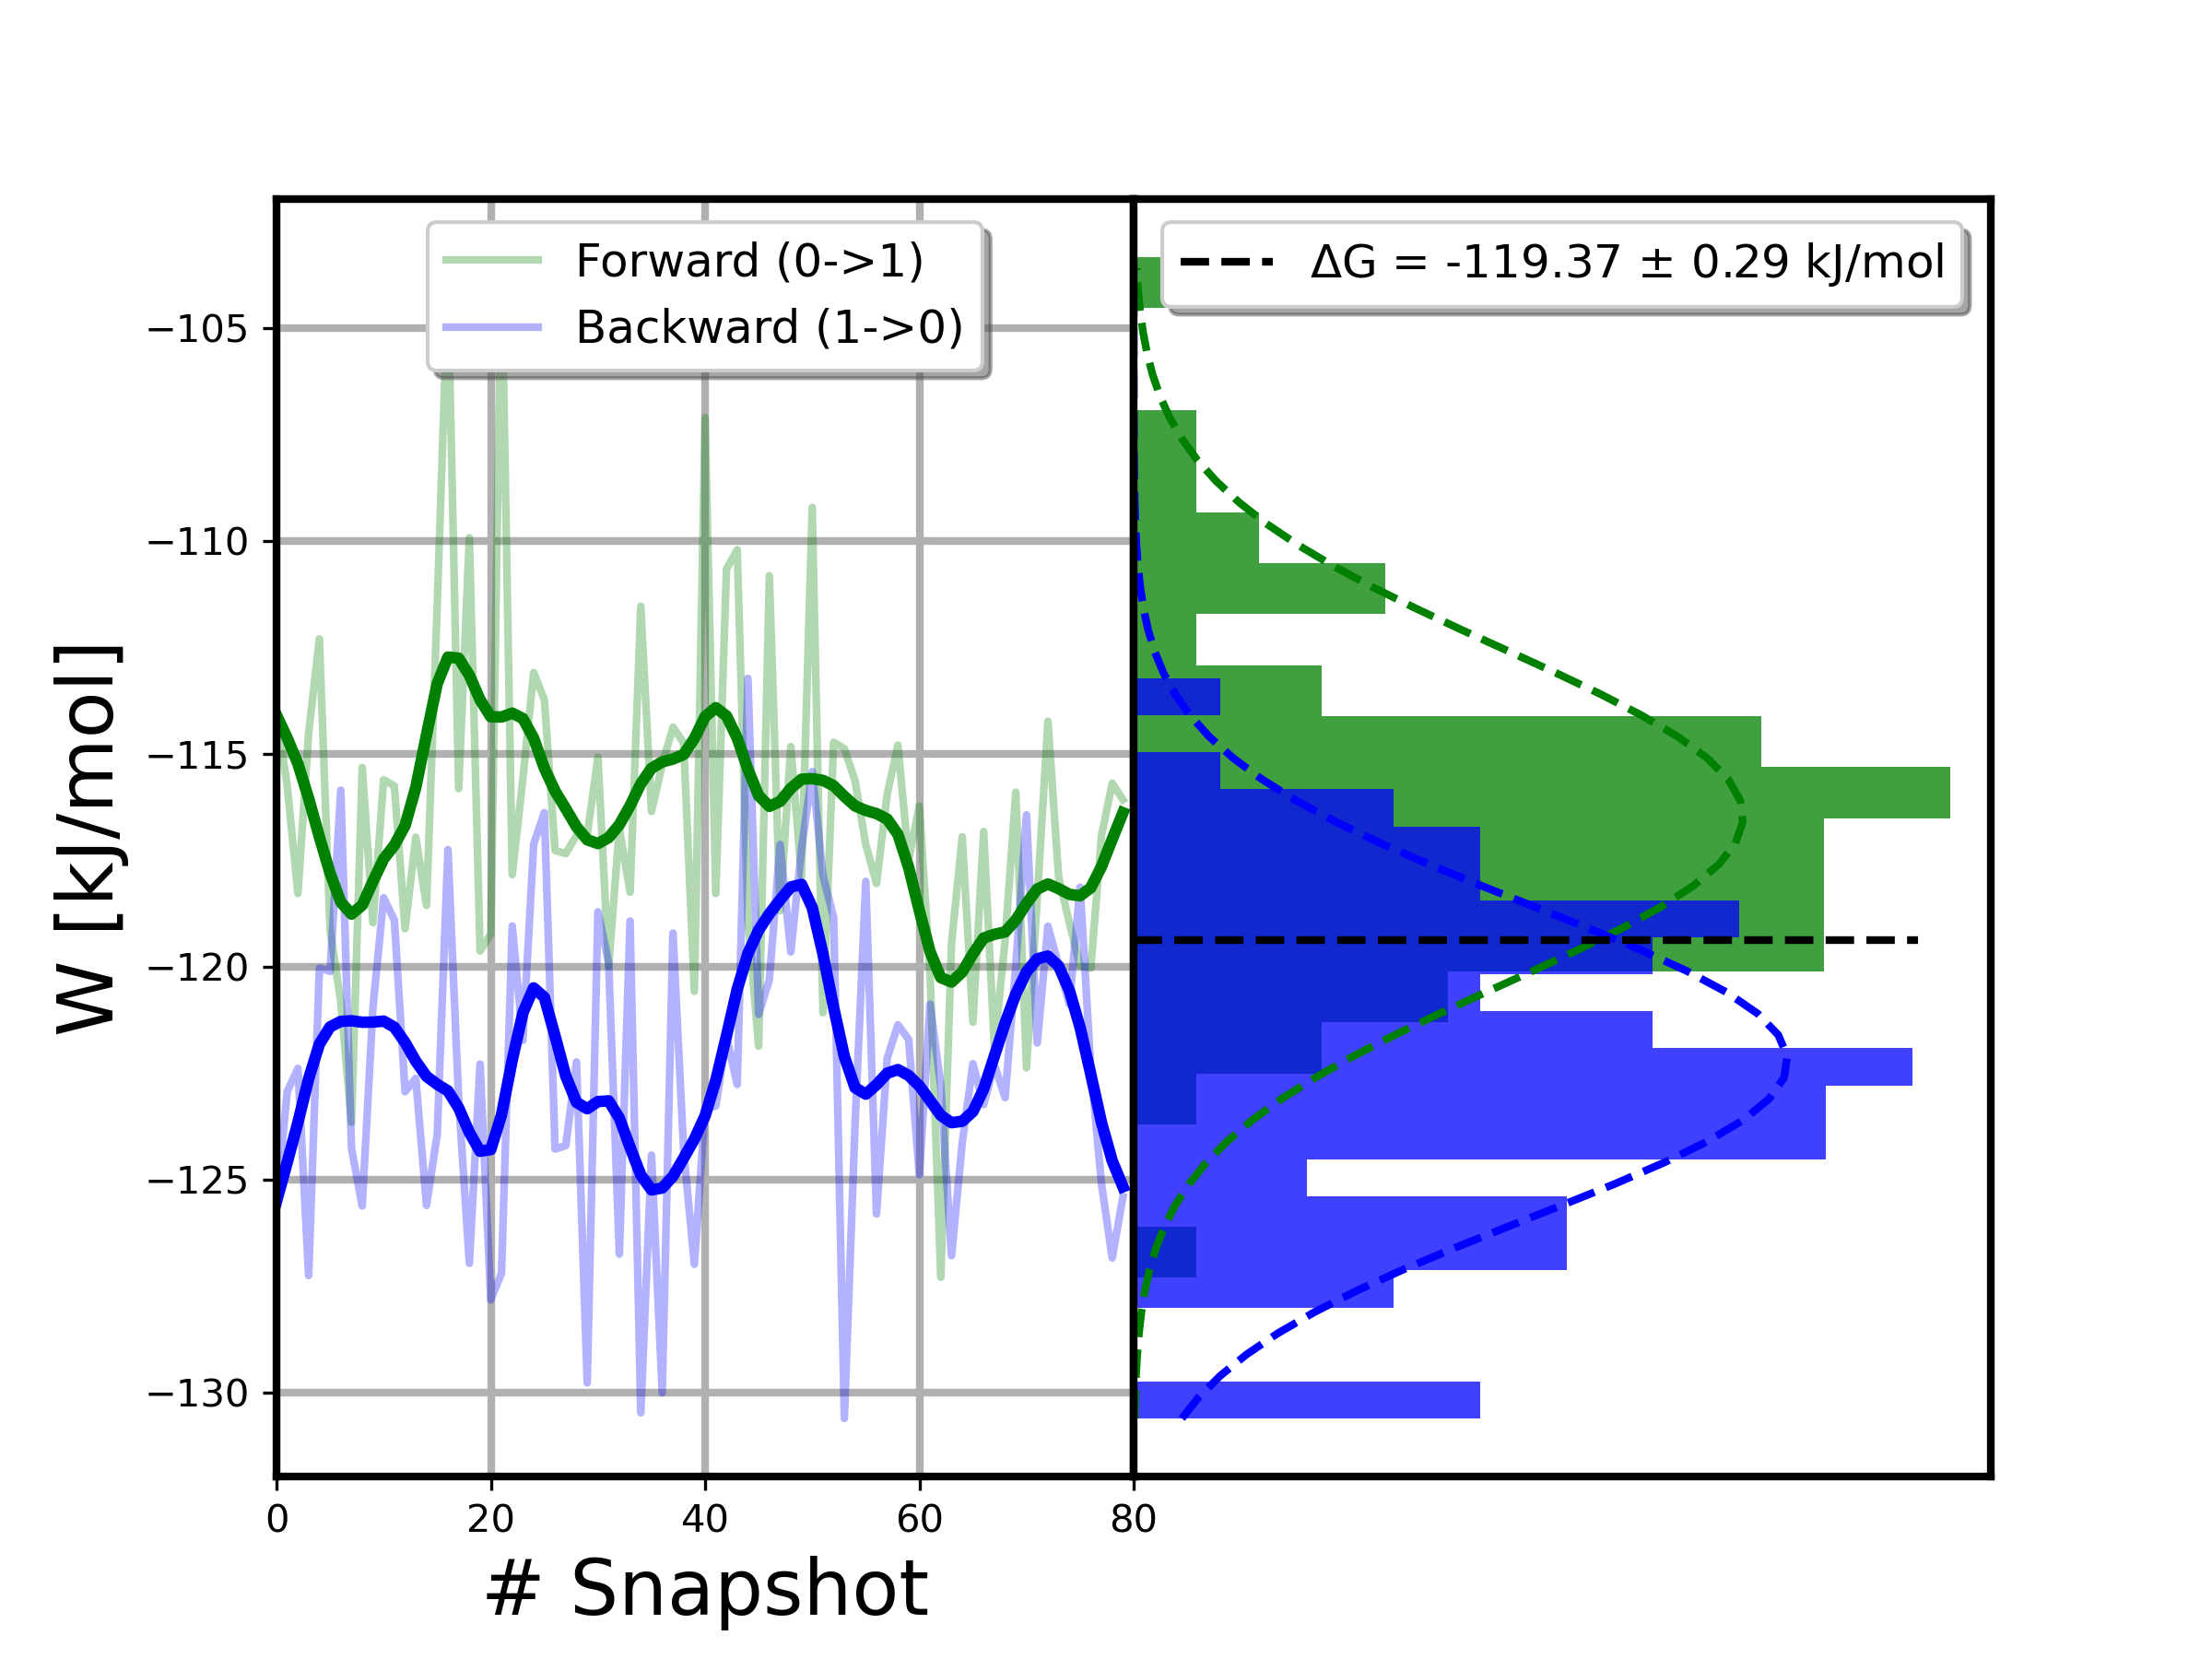 Forward (0->1)
Backward (1->0)
ΔG = -119.37 ± 0.29 kJ/mol
W [kJ/mol]
−105
−110
−115
−120
−125
−130
0 20 40 60 80
# Snapshot